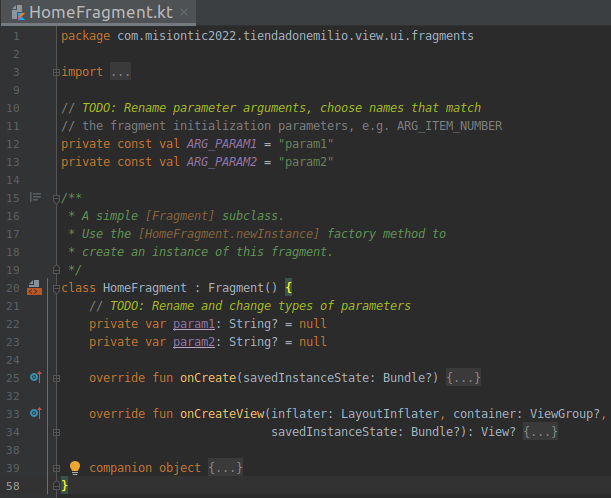 HomeFragment.kt
1 package com.misiontic2022.tiendadonemilio.view.ui.fragments
2
3 import ...
9
10 // TODO: Rename parameter arguments, choose names that match
11 // the fragment initialization parameters, e.g. ARG_ITEM_NUMBER
12 private const val ARG_PARAM1 = "param1"
13 private const val ARG_PARAM2 = "param2"
14
15 /**
16 * A simple [Fragment] subclass.
17 * Use the [HomeFragment.newInstance] factory method to
18 * create an instance of this fragment.
19 */
20 class HomeFragment : Fragment() {
21 // TODO: Rename and change types of parameters
22 private var param1: String? = null
23 private var param2: String? = null
24
25 override fun onCreate(savedInstanceState: Bundle?) {...}
32
33 override fun onCreateView(inflater: LayoutInflater, container: ViewGroup?,
34 savedInstanceState: Bundle?): View? {...}
38
39 companion object {...}
58 }